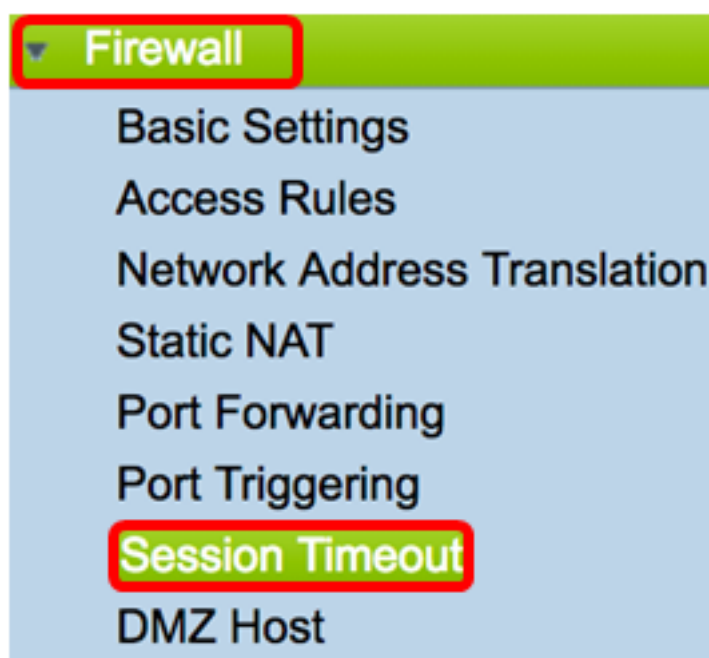 Firewall
Basic Settings
Access Rules
Network Address Translation
Static NAT
Port Forwarding
Port Triggering
Session Timeout
DMZ Host